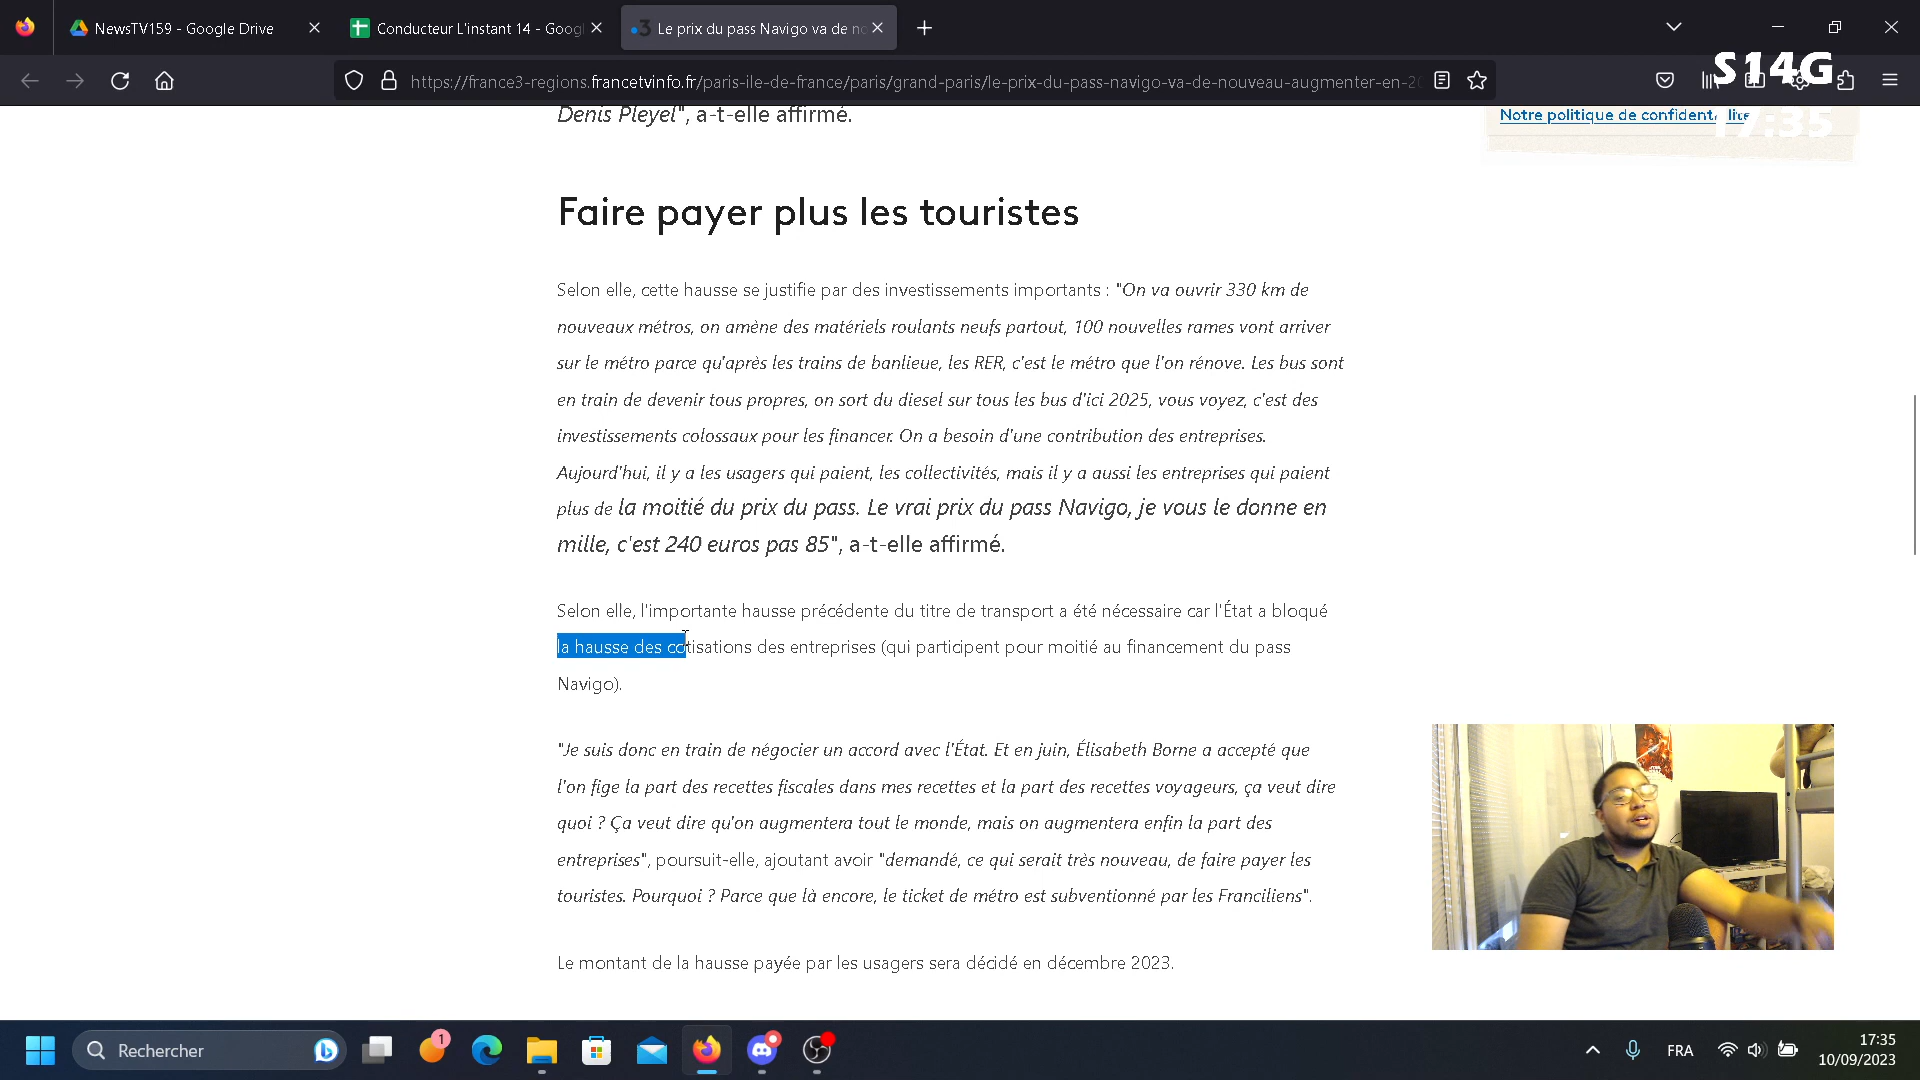 NewsTV159 - Google Drive
Conducteur L'instant 14 - Goog
Le prix du pass Navigo va de no
https://france3-regions.francetvinfo.fr/paris-ile-de-france/paris/grand-paris/le-prix-du-pass-navigo-va-de-nouveau-augmenter-en-20
S14G
17:35
Denis Pleyel", a-t-elle affirmé.
Notre politique de confidentialité
Faire payer plus les touristes
Selon elle, cette hausse se justifie par des investissements importants : "On va ouvrir 330 km de
nouveaux métros, on amène des matériels roulants neufs partout, 100 nouvelles rames vont arriver
sur le métro parce qu'après les trains de banlieue, les RER, c'est le métro que l'on rénove. Les bus sont
en train de devenir tous propres, on sort du diesel sur tous les bus d'ici 2025, vous voyez, c'est des
investissements colossaux pour les financer. On a besoin d'une contribution des entreprises.
Aujourd'hui, il y a les usagers qui paient, les collectivités, mais il y a aussi les entreprises qui paient
plus de la moitié du prix du pass. Le vrai prix du pass Navigo, je vous le donne en
mille, c'est 240 euros pas 85", a-t-elle affirmé.
Selon elle, l'importante hausse précédente du titre de transport a été nécessaire car l'État a bloqué
la hausse des cotisations des entreprises (qui participent pour moitié au financement du pass
Navigo).
"Je suis donc en train de négocier un accord avec l'État. Et en juin, Élisabeth Borne a accepté que
l'on fige la part des recettes fiscales dans mes recettes et la part des recettes voyageurs, ça veut dire
quoi ? Ça veut dire qu'on augmentera tout le monde, mais on augmentera enfin la part des
entreprises", poursuit-elle, ajoutant avoir "demandé, ce qui serait très nouveau, de faire payer les
touristes. Pourquoi ? Parce que là encore, le ticket de métro est subventionné par les Franciliens".
Le montant de la hausse payée par les usagers sera décidé en décembre 2023.
Rechercher
1
FRA
17:35
10/09/2023